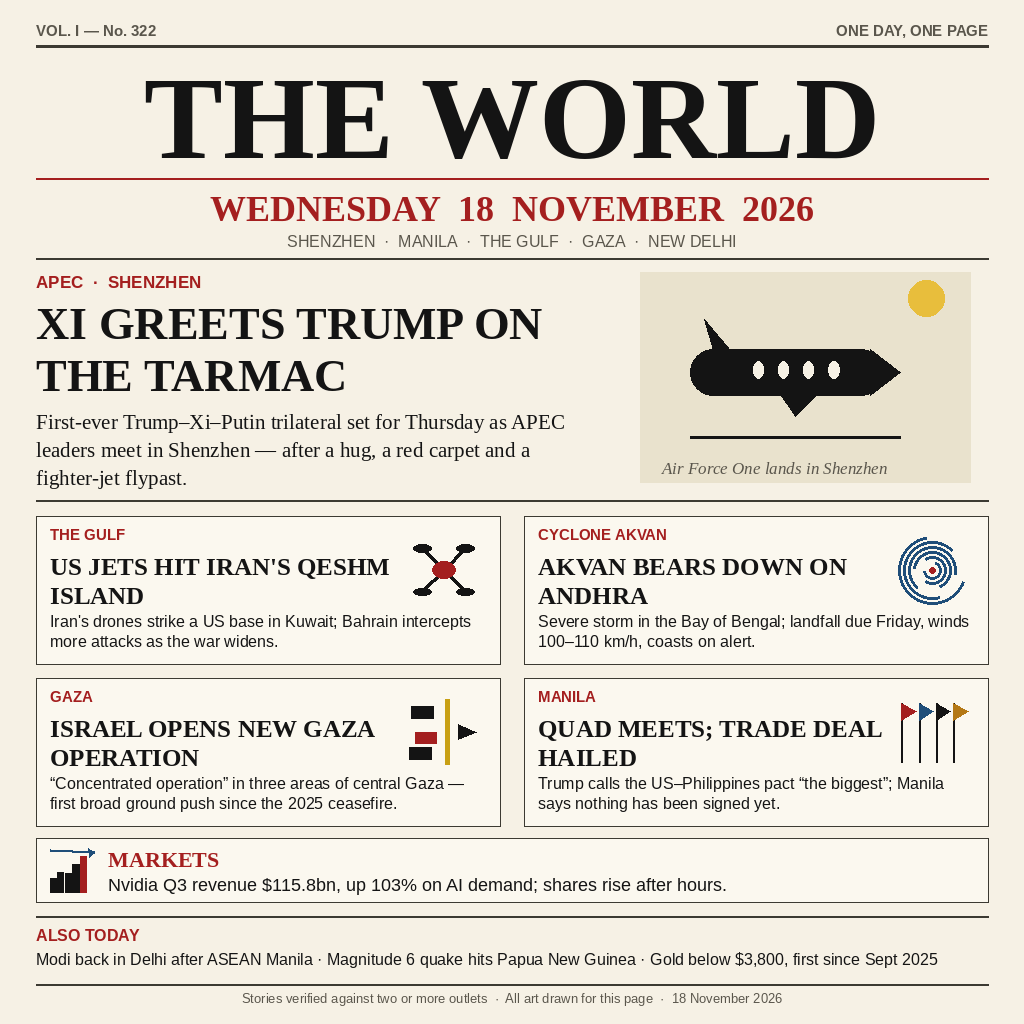 VOL. I — No. 322
ONE DAY, ONE PAGE
THE WORLD
WEDNESDAY 18 NOVEMBER 2026
SHENZHEN · MANILA · THE GULF · GAZA · NEW DELHI
APEC · SHENZHEN
XI GREETS TRUMP ON
THE TARMAC
First-ever Trump–Xi–Putin trilateral set for Thursday as APEC
leaders meet in Shenzhen — after a hug, a red carpet and a
fighter-jet flypast.
Air Force One lands in Shenzhen
THE GULF
US JETS HIT IRAN'S QESHM
ISLAND
Iran's drones strike a US base in Kuwait; Bahrain intercepts
more attacks as the war widens.
CYCLONE AKVAN
AKVAN BEARS DOWN ON
ANDHRA
Severe storm in the Bay of Bengal; landfall due Friday, winds
100–110 km/h, coasts on alert.
GAZA
ISRAEL OPENS NEW GAZA
OPERATION
“Concentrated operation” in three areas of central Gaza —
first broad ground push since the 2025 ceasefire.
MANILA
QUAD MEETS; TRADE DEAL
HAILED
Trump calls the US–Philippines pact “the biggest”; Manila
says nothing has been signed yet.
MARKETS
Nvidia Q3 revenue $115.8bn, up 103% on AI demand; shares rise after hours.
ALSO TODAY
Modi back in Delhi after ASEAN Manila · Magnitude 6 quake hits Papua New Guinea · Gold below $3,800, first since Sept 2025
Stories verified against two or more outlets · All art drawn for this page · 18 November 2026